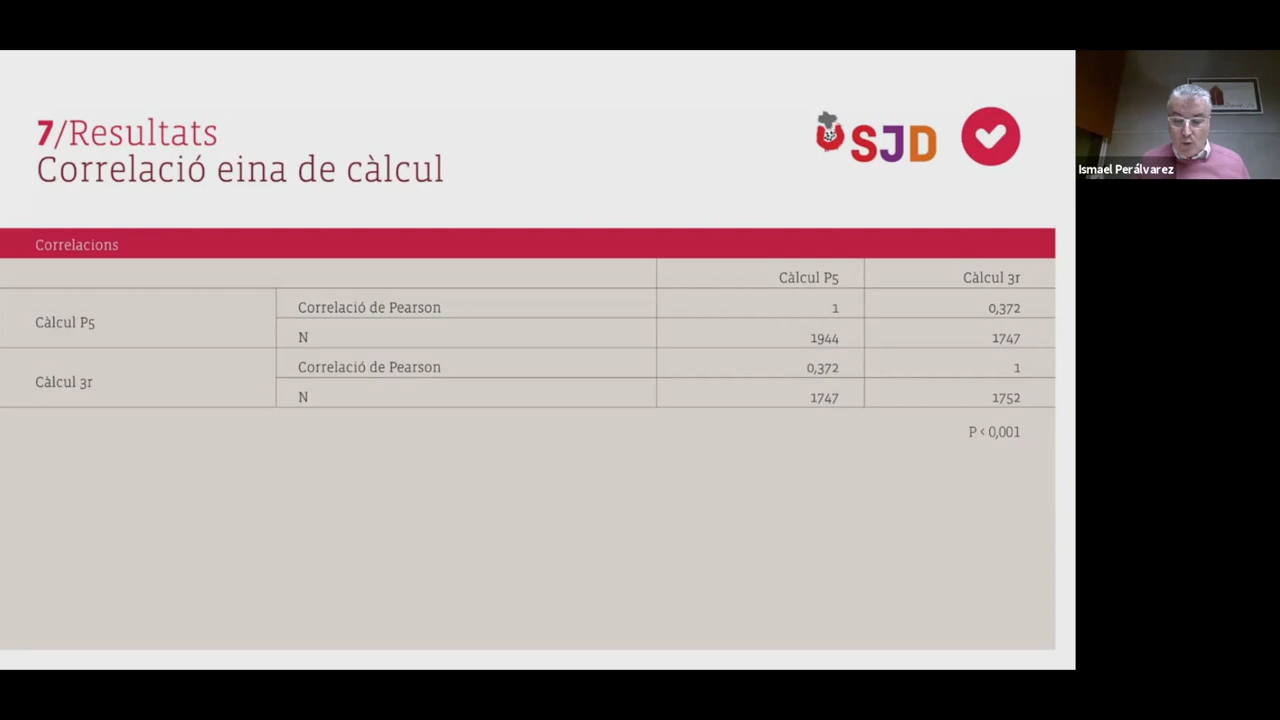 7/Resultats
Correlació eina de càlcul
SJD
Ismael Perálvarez
Correlacions
Càlcul P5 Càlcul 3r
Càlcul P5 Correlació de Pearson 1 0,372
N 1944 1747
Càlcul 3r Correlació de Pearson 0,372 1
N 1747 1752
P < 0,001